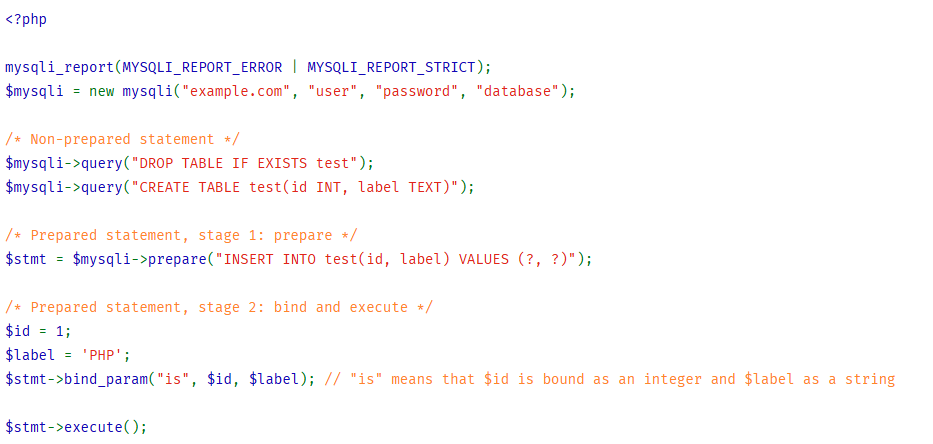 <?php
mysqli_report(MYSQLI_REPORT_ERROR | MYSQLI_REPORT_STRICT);
$mysqli = new mysqli("example.com", "user", "password", "database");
/* Non-prepared statement */
$mysqli->query("DROP TABLE IF EXISTS test");
$mysqli->query("CREATE TABLE test(id INT, label TEXT)");
/* Prepared statement, stage 1: prepare */
$stmt = $mysqli->prepare("INSERT INTO test(id, label) VALUES (?, ?)");
/* Prepared statement, stage 2: bind and execute */
$id = 1;
$label = 'PHP';
$stmt->bind_param("is", $id, $label); // "is" means that $id is bound as an integer and $label as a string
$stmt->execute();